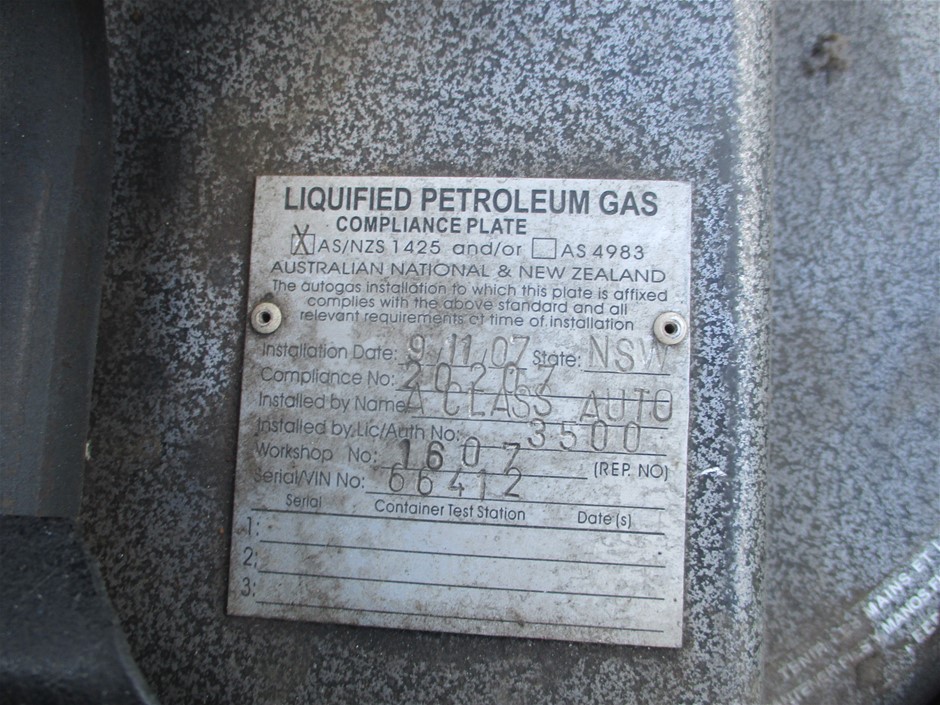 LIQUIFIED PETROLEUM GAS
COMPLIANCE PLATE
X AS/NZS 1425 and/or AS 4983
AUSTRALIAN NATIONAL & NEW ZEALAND
The autogas installation to which this plate is affixed
complies with the above standard and all
relevant requirements at time of installation
Installation Date: 9/11/07 State: NSW
Compliance No: 20207
Installed by Name: A CLASS AUTO
Installed by Lic/Auth No: 3500
Workshop No: 1607 (REP. NO)
Serial/VIN No: 66412
Serial Container Test Station Date(s)
1:
2:
3: